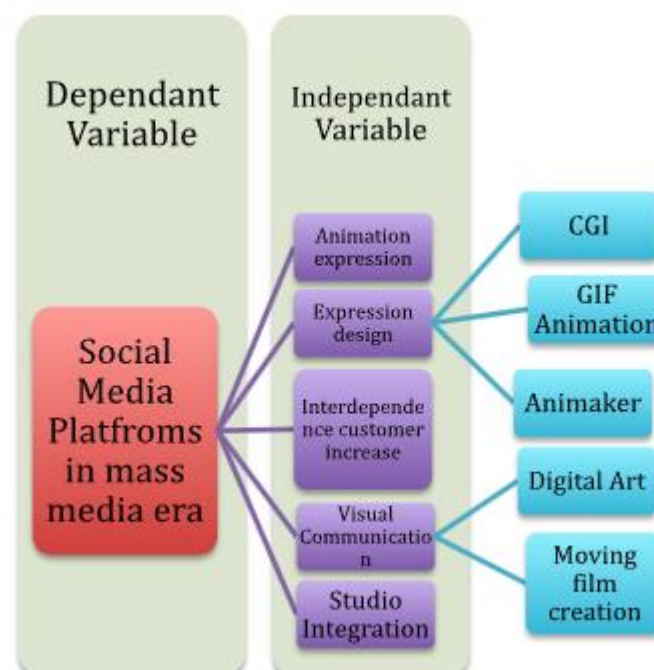 Dependant
Variable
Independant
Variable
Social
Media
Platfroms
in mass
media era
Animation
expression
Expression
design
Interdepende
nce customer
increase
Visual
Communicatio
n
Studio
Integration
CGI
GIF
Animation
Animaker
Digital Art
Moving
film
creation